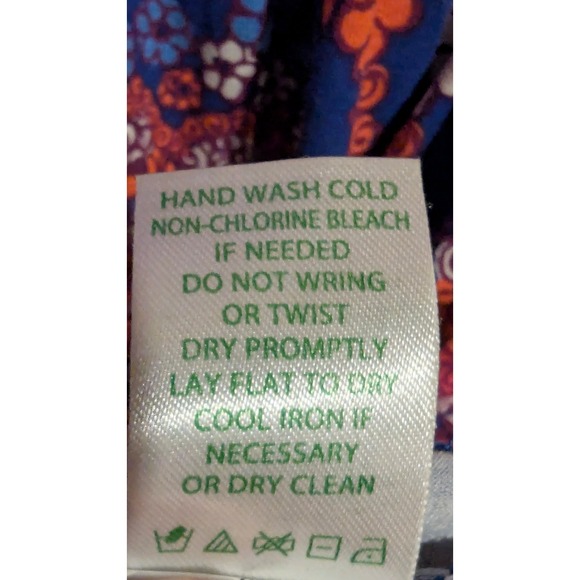 HAND WASH COLD
NON-CHLORINE BLEACH
IF NEEDED
DO NOT WRING
OR TWIST
DRY PROMPTLY
LAY FLAT TO DRY
COOL IRON IF
NECESSARY
OR DRY CLEAN